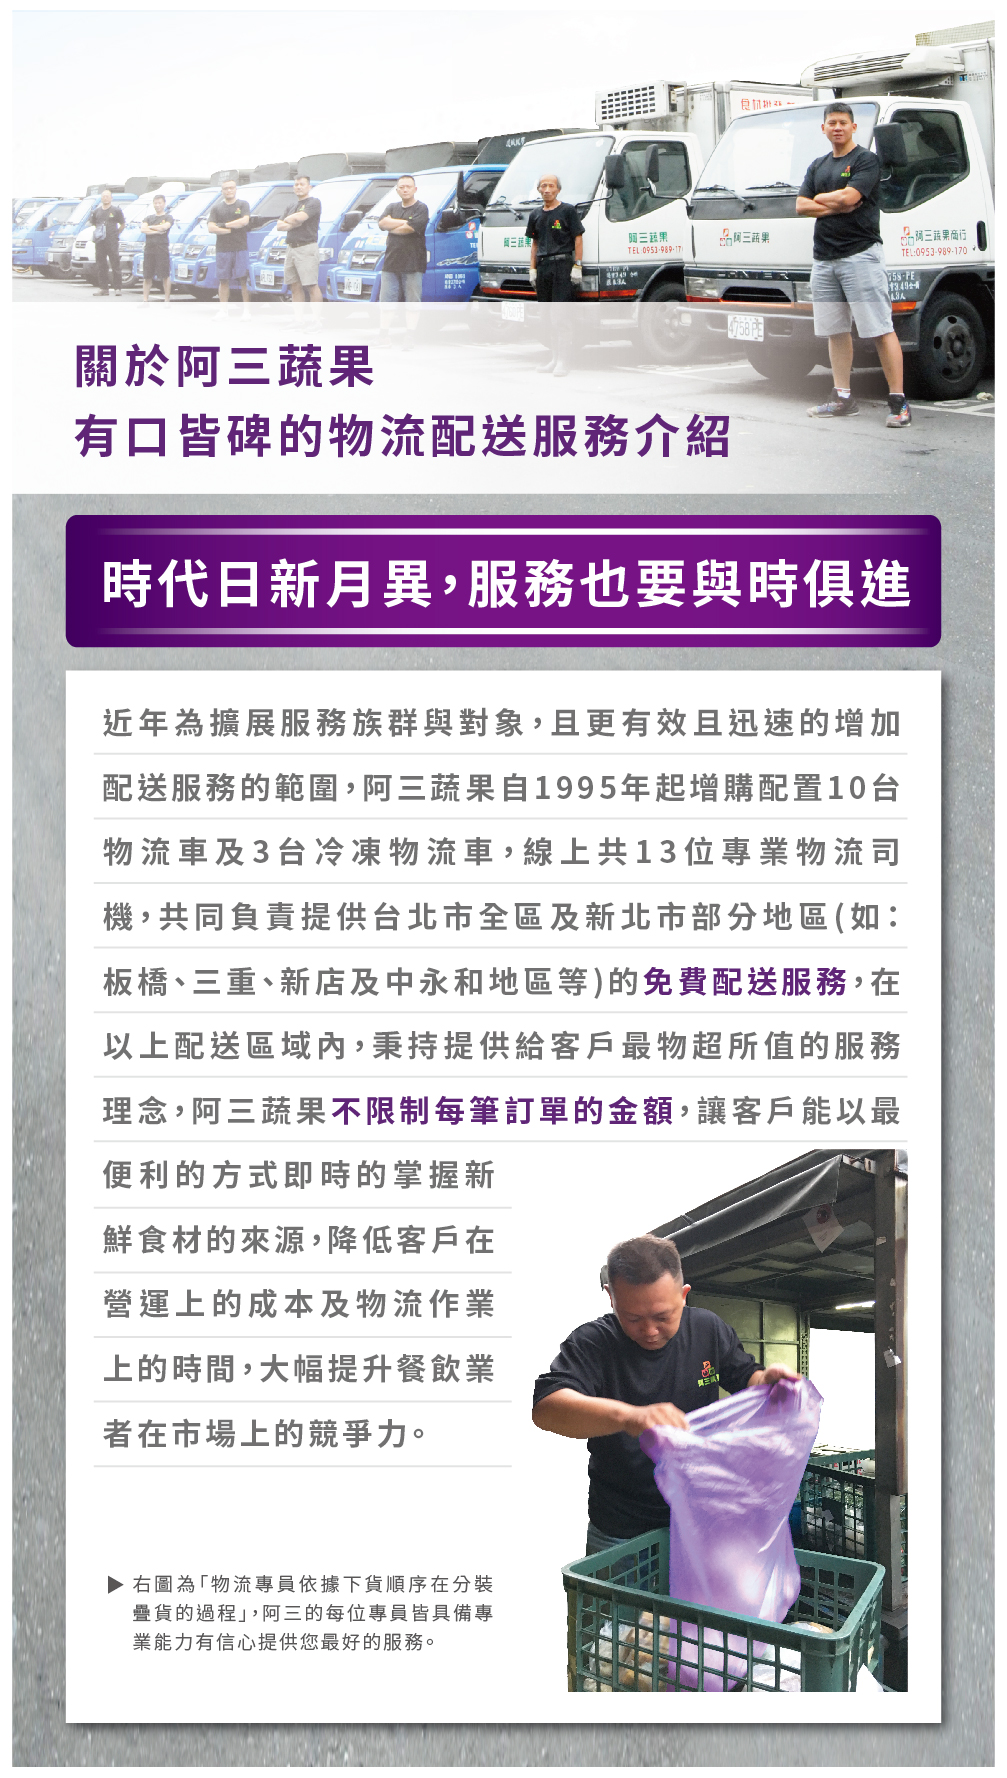 食材批發
阿三蔬果
阿三蔬果
TEL:0953-989-17
阿三蔬果
阿三蔬果商行
TEL:0953-989-170
4758-PE
關於阿三蔬果
有口皆碑的物流配送服務介紹
時代日新月異,服務也要與時俱進
近年為擴展服務族群與對象,且更有效且迅速的增加
配送服務的範圍,阿三蔬果自1995年起增購配置10台
物流車及3台冷凍物流車,線上共13位專業物流司
機,共同負責提供台北市全區及新北市部分地區(如:
板橋、三重、新店及中永和地區等)的免費配送服務,在
以上配送區域內,秉持提供給客戶最物超所值的服務
理念,阿三蔬果不限制每筆訂單的金額,讓客戶能以最
便利的方式即時的掌握新
鮮食材的來源,降低客戶在
營運上的成本及物流作業
上的時間,大幅提升餐飲業
者在市場上的競爭力。
▶ 右圖為「物流專員依據下貨順序在分裝
疊貨的過程」,阿三的每位專員皆具備專
業能力有信心提供您最好的服務。